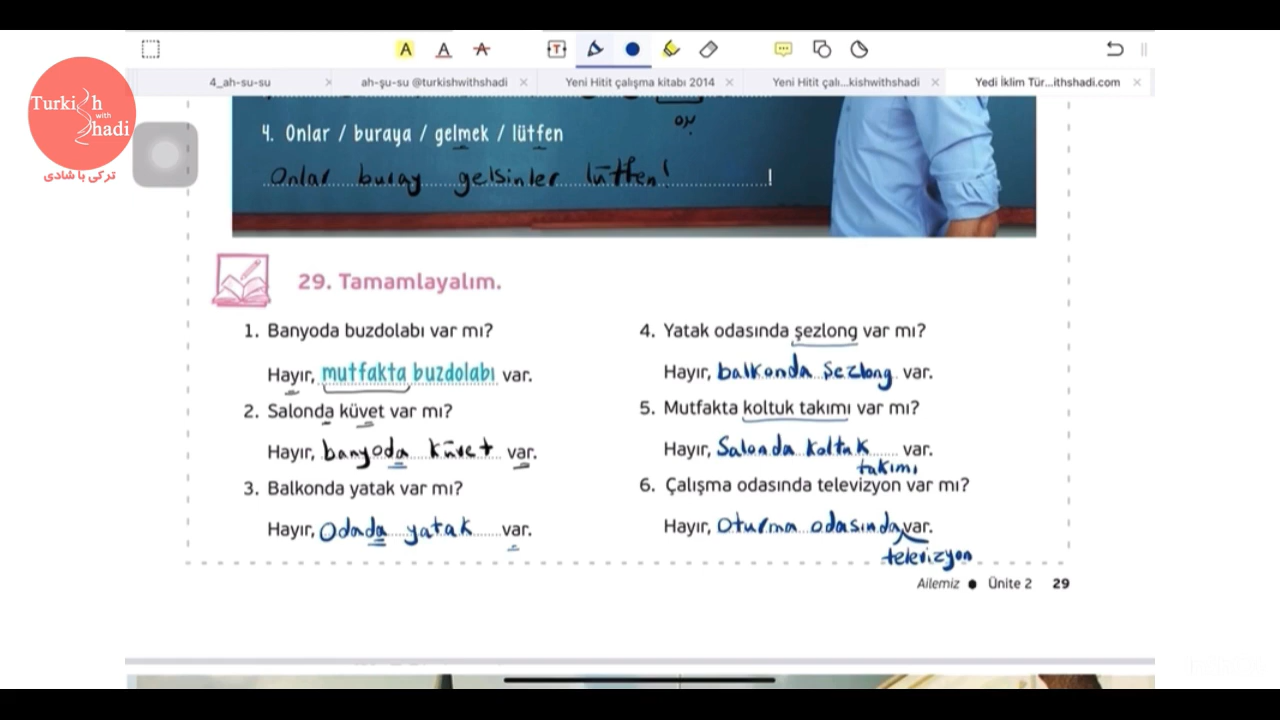 4_ah-su-su
ah-şu-su @turkishwithshadi
Yeni Hitit çalışma kitabı 2014
Yeni Hitit çalı...kishwithshadi
Yedi İklim Tür...ithshadi.com
Turkish
with
Shadi
ترکی با شادی
بره
4. Onlar / buraya / gelmek / lütfen
Onlar buray gelsinler lütfen!
!
29. Tamamlayalım.
1. Banyoda buzdolabı var mı?
Hayır, mutfakta buzdolabı var.
2. Salonda küvet var mı?
Hayır, banyoda küvet var.
3. Balkonda yatak var mı?
Hayır, Odada yatak var.
4. Yatak odasında şezlong var mı?
Hayır, balkonda şezlong var.
5. Mutfakta koltuk takımı var mı?
Hayır, Salonda koltuk var.
takımı
6. Çalışma odasında televizyon var mı?
Hayır, Oturma odasında var.
televizyon
Ailemiz ● Ünite 2 29